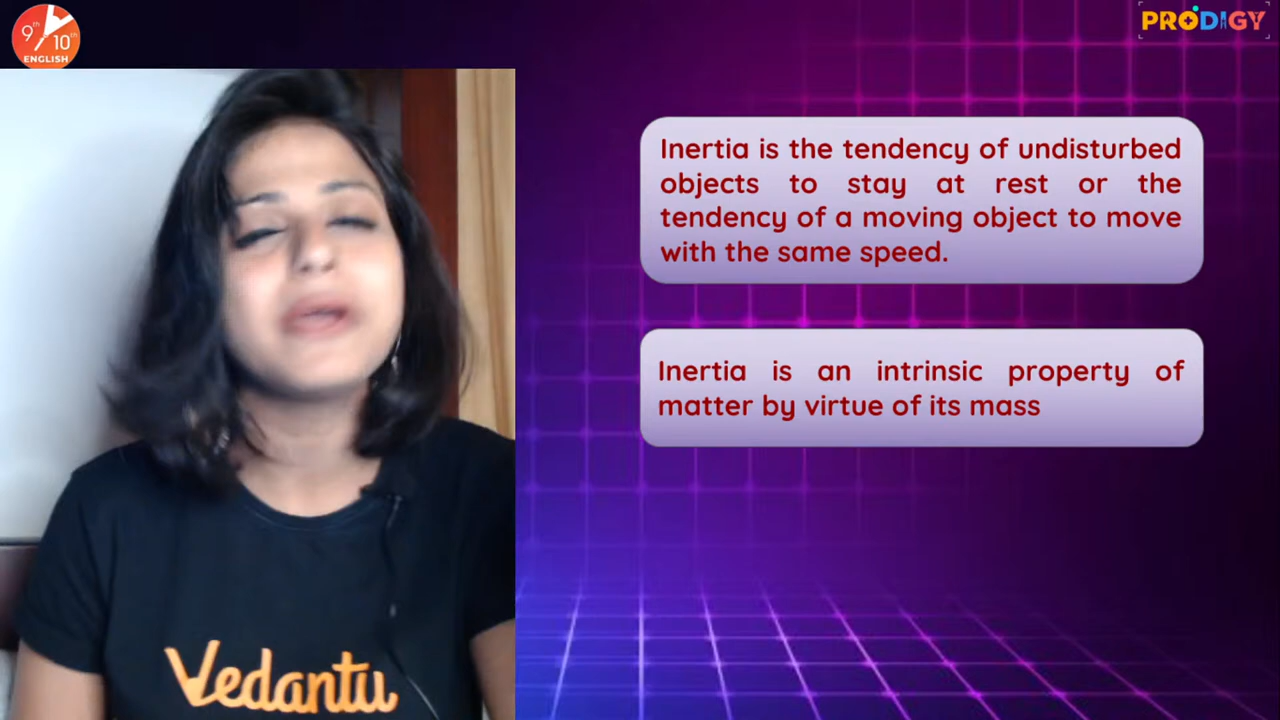 9th
10th
ENGLISH
PRODIGY
Inertia is the tendency of undisturbed
objects to stay at rest or the
tendency of a moving object to move
with the same speed.
Inertia is an intrinsic property of
matter by virtue of its mass
Vedantu